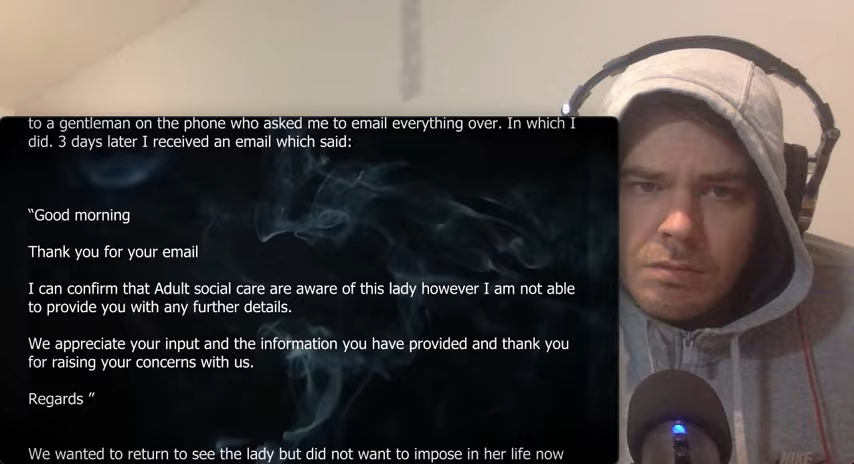 to a gentleman on the phone who asked me to email everything over. In which I
did. 3 days later I received an email which said:
“Good morning
Thank you for your email
I can confirm that Adult social care are aware of this lady however I am not able
to provide you with any further details.
We appreciate your input and the information you have provided and thank you
for raising your concerns with us.
Regards ”
We wanted to return to see the lady but did not want to impose in her life now
NIKE